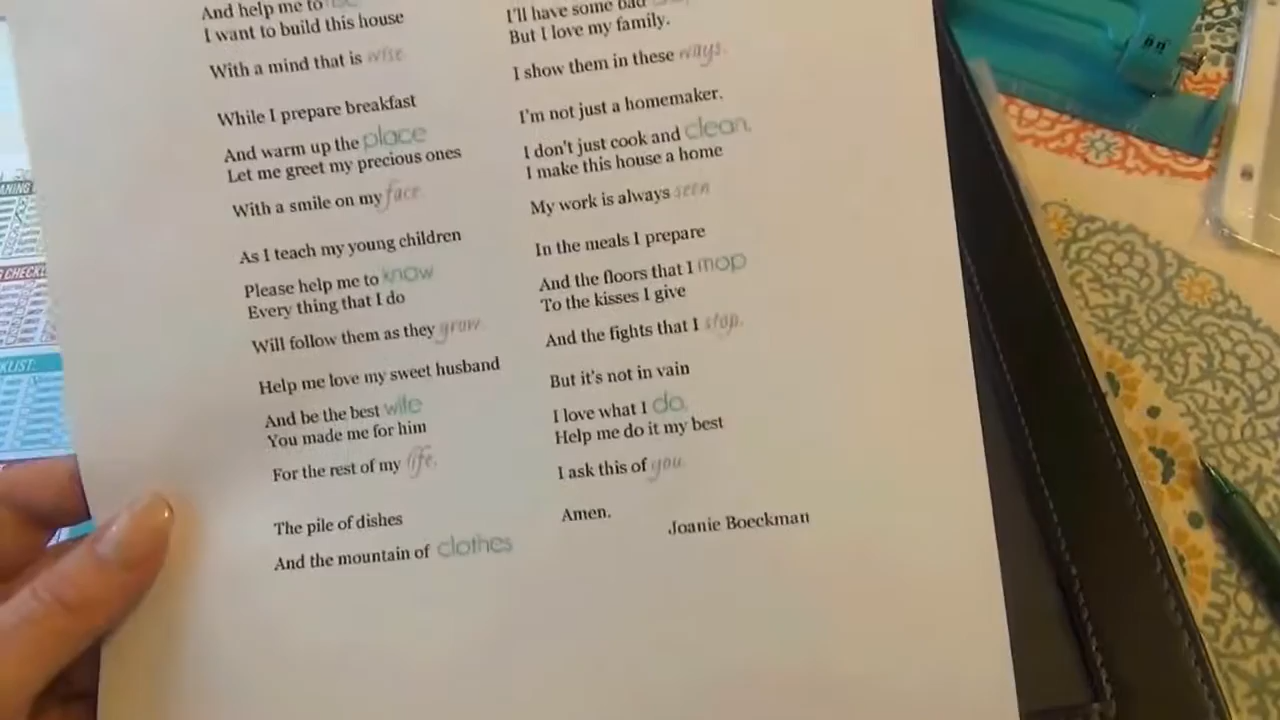 And help me to
I want to build this house
With a mind that is wise
While I prepare breakfast
And warm up the place
Let me greet my precious ones
With a smile on my face.
As I teach my young children
Please help me to know
Every thing that I do
Will follow them as they grow.
Help me love my sweet husband
And be the best wife
You made me for him
For the rest of my life.
The pile of dishes
And the mountain of clothes
I'll have some bad
But I love my family.
I show them in these ways.
I'm not just a homemaker.
I don't just cook and clean,
I make this house a home
My work is always seen
In the meals I prepare
And the floors that I mop
To the kisses I give
And the fights that I stop.
But it's not in vain
I love what I do,
Help me do it my best
I ask this of you.
Amen.
Joanie Boeckman